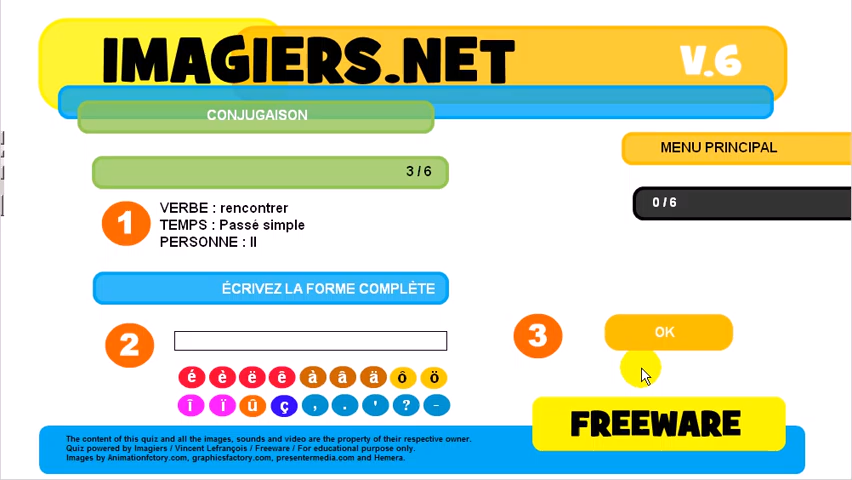 IMAGIERS.NET
V.6
CONJUGAISON
MENU PRINCIPAL
3 / 6
0 / 6
1
VERBE : rencontrer
TEMPS : Passé simple
PERSONNE : Il
ÉCRIVEZ LA FORME COMPLÈTE
2
3
OK
é è ë ê à â ä ô ö
î ï û ç , . ' ? -
FREEWARE
The content of this quiz and all the images, sounds and video are the property of their respective owner.
Quiz powered by Imagiers / Vincent Lefrançois / Freeware / For educational purpose only.
Images by Animationfctory.com, graphicsfactory.com, presentermedia.com and Hemera.